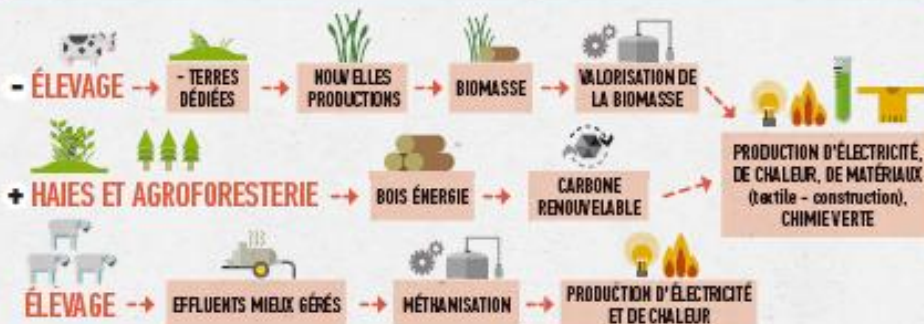 - ÉLEVAGE
- TERRES
DÉDIÉES
NOUVELLES
PRODUCTIONS
BIOMASSE
VALORISATION DE
LA BIOMASSE
+ HAIES ET AGROFORESTERIE
BOIS ÉNERGIE
CARBONE
RENOUVELABLE
PRODUCTION D'ÉLECTRICITÉ,
DE CHALEUR, DE MATÉRIAUX
(textile - construction),
CHIMIE VERTE
ÉLEVAGE
EFFLUENTS MIEUX GÉRÉS
MÉTHANISATION
PRODUCTION D'ÉLECTRICITÉ
ET DE CHALEUR